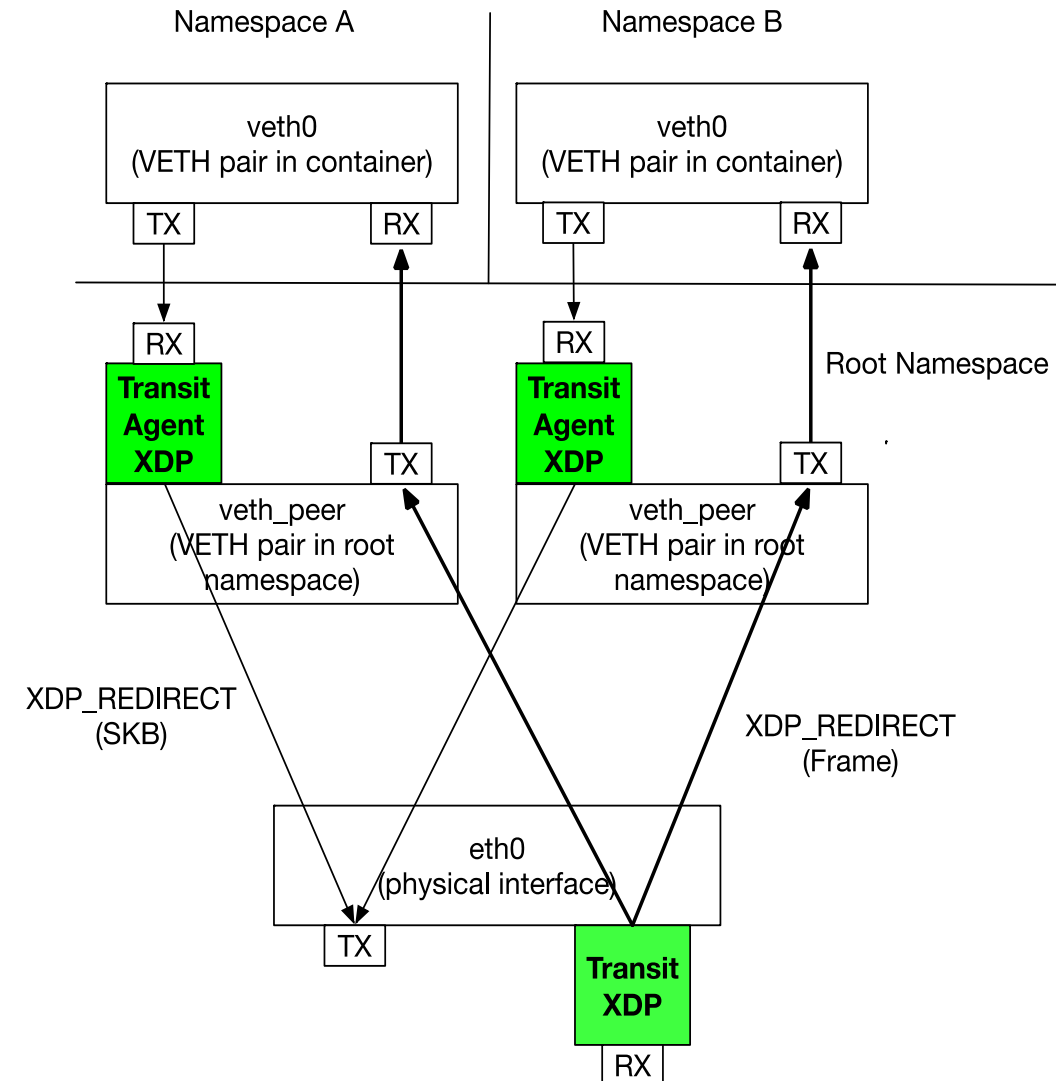 Namespace A
Namespace B
veth0
(VETH pair in container)
veth0
(VETH pair in container)
TX
RX
TX
RX
RX
RX
Root Namespace
Transit
Agent
XDP
Transit
Agent
XDP
TX
TX
veth_peer
(VETH pair in root
namespace)
veth_peer
(VETH pair in root
namespace)
XDP_REDIRECT
(SKB)
XDP_REDIRECT
(Frame)
eth0
(physical interface)
TX
Transit
XDP
RX